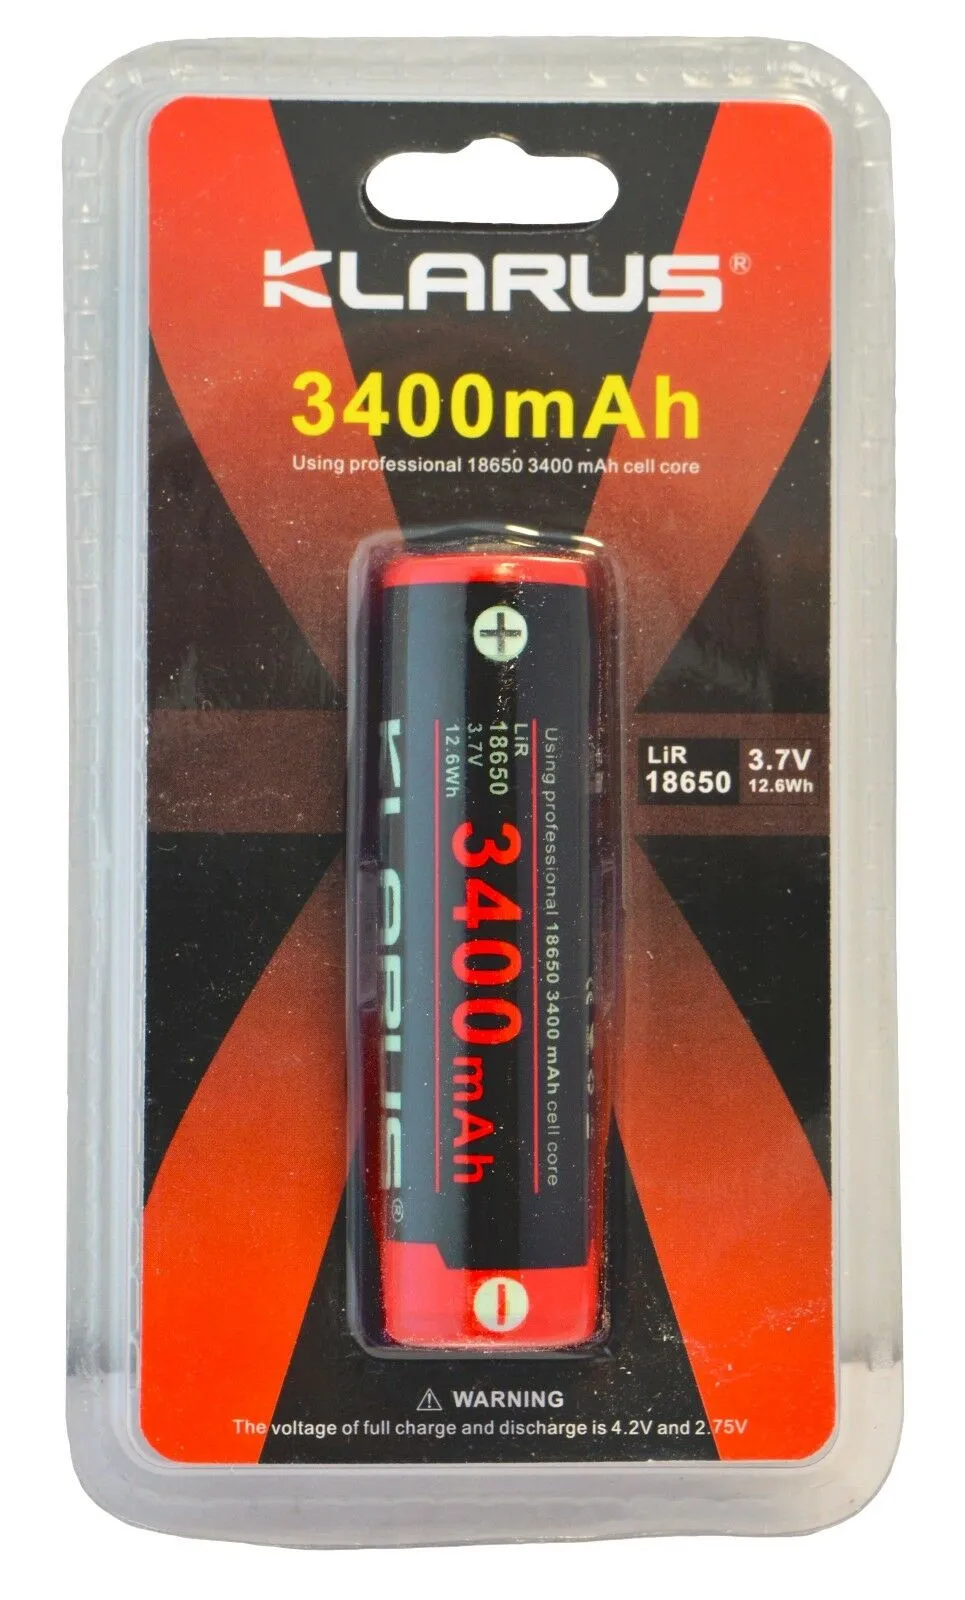 KLARUS®
3400mAh
Using professional 18650 3400 mAh cell core
LiR
18650
3.7V
12.6Wh
+
Using professional 18650 3400 mAh cell core
LiR
18650
3.7V
12.6Wh
3400mAh
KLARUS®
⚠ WARNING
The voltage of full charge and discharge is 4.2V and 2.75V